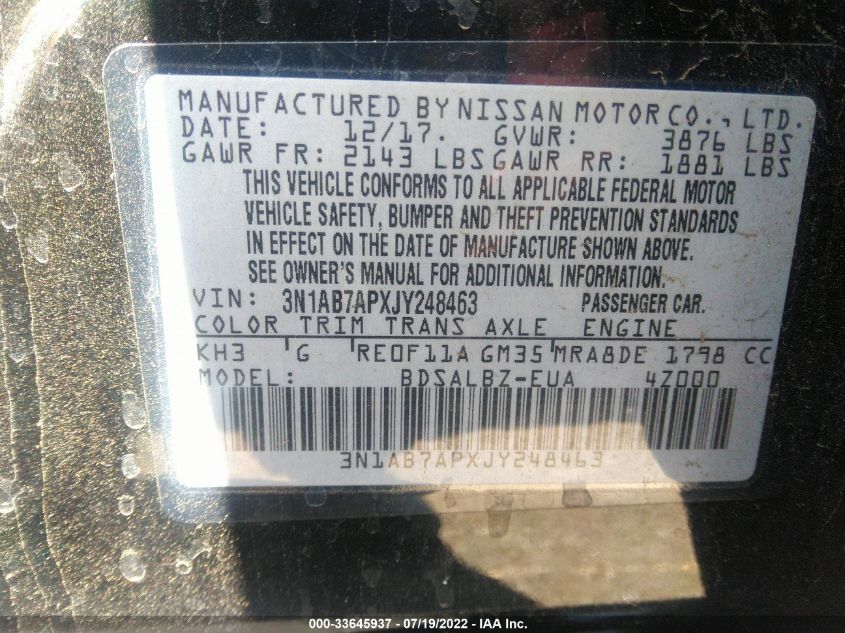 MANUFACTURED BY NISSAN MOTOR CO., LTD.
DATE: 12/17. GVWR: 3876 LBS
GAWR FR: 2143 LBS GAWR RR: 1881 LBS
THIS VEHICLE CONFORMS TO ALL APPLICABLE FEDERAL MOTOR
VEHICLE SAFETY, BUMPER AND THEFT PREVENTION STANDARDS
IN EFFECT ON THE DATE OF MANUFACTURE SHOWN ABOVE.
SEE OWNER'S MANUAL FOR ADDITIONAL INFORMATION.
VIN: 3N1AB7APXJY248463 PASSENGER CAR.
COLOR TRIM TRANS AXLE ENGINE
KH3 G RE0F11A GM35 MRA8DE 1798 CC
MODEL: BDSALBZ-EUA 4Z000
3N1AB7APXJY248463
000-33645937 - 07/19/2022 - IAA Inc.